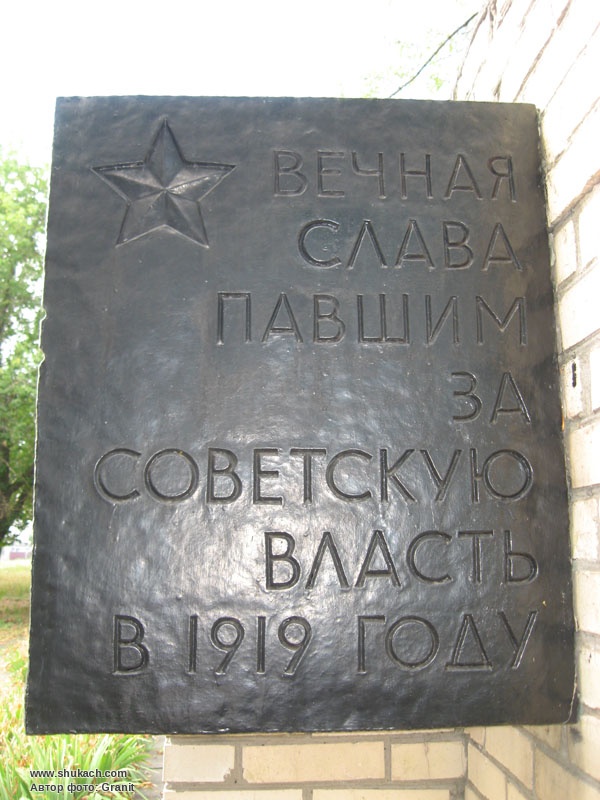 ВЕЧНАЯ
СЛАВА
ПАВШИМ
ЗА
СОВЕТСКУЮ
ВЛАСТЬ
В 1919 ГОДУ
www.shukach.com
Автор фото: Granit